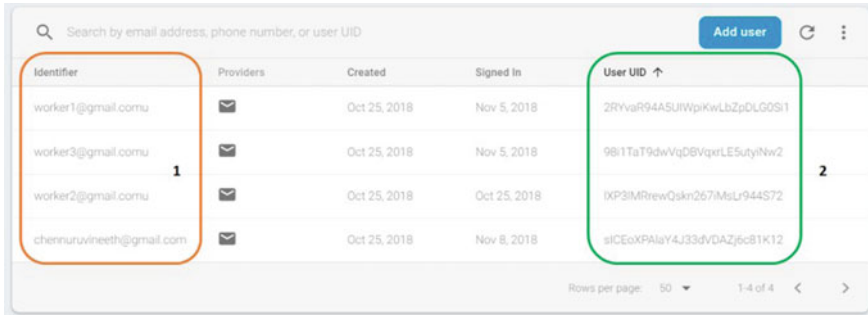 Search by email address, phone number, or user UID Add user
Identifier Providers Created Signed In User UID ↑
worker1@gmail.comu Oct 25, 2018 Nov 5, 2018 2RYvaR94A5UIWpiKwLbZpDLG0Si1
worker3@gmail.comu Oct 25, 2018 Nov 5, 2018 98i1TaT9dwVqDBVqxrLE5utyiNw2
1 2
worker2@gmail.comu Oct 25, 2018 Oct 25, 2018 IXP3IMRrewQskn267iMsLr944S72
chennuruvineeth@gmail.com Oct 25, 2018 Nov 8, 2018 sICEoXPAIaY4J33dVDAZj6c81K12
Rows per page: 50 1-4 of 4